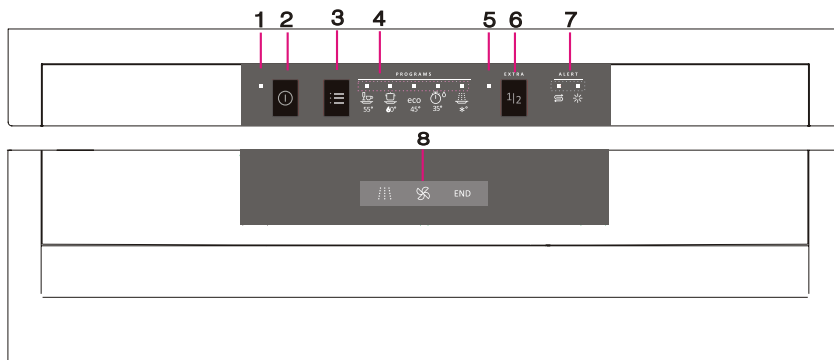 1 2 3 4 5 6 7
PROGRAMS EXTRA ALERT
1|2
eco
55° 60° 45° 35° *°
8
END